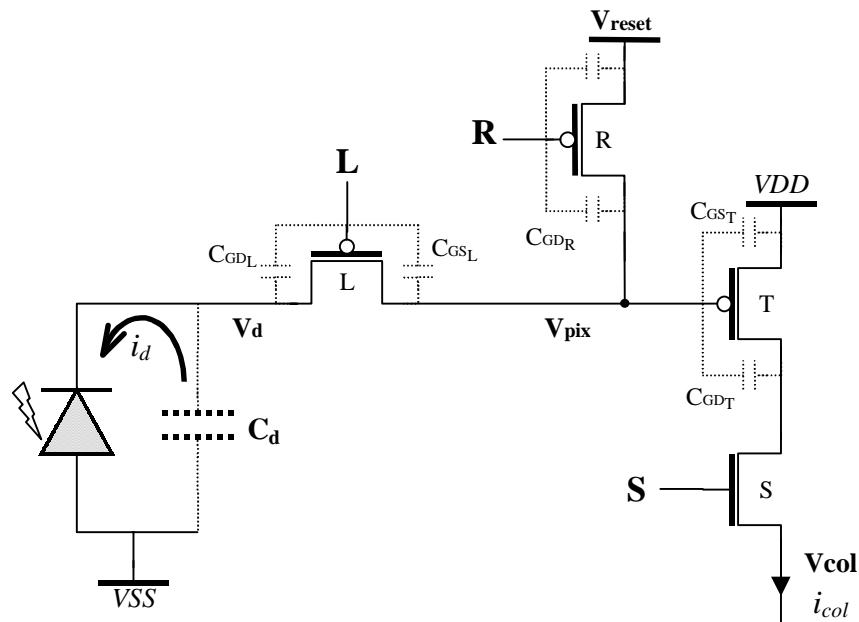 Vreset
R
R
L
VDD
CGST
CGDR
CGDL
CGSL
L
T
Vd
Vpix
id
CGDT
Cd
S
S
Vcol
VSS
icol